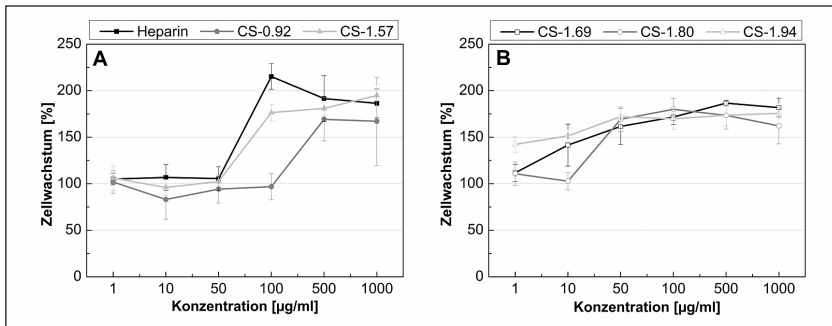 Heparin CS-0.92 CS-1.57
A
250
200
150
100
50
0
Zellwachstum [%]
1 10 50 100 500 1000
Konzentration [µg/ml]
CS-1.69 CS-1.80 CS-1.94
B
250
200
150
100
50
0
Zellwachstum [%]
1 10 50 100 500 1000
Konzentration [µg/ml]